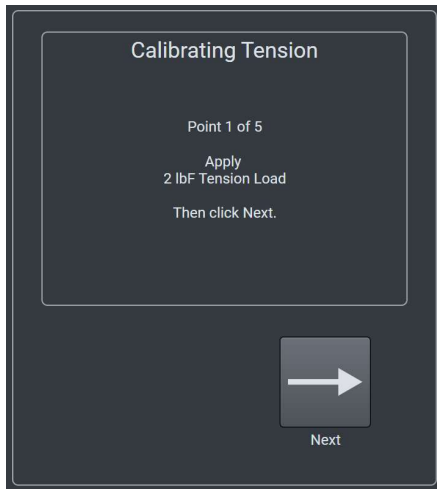 Calibrating Tension
Point 1 of 5
Apply
2 lbF Tension Load
Then click Next.
Next